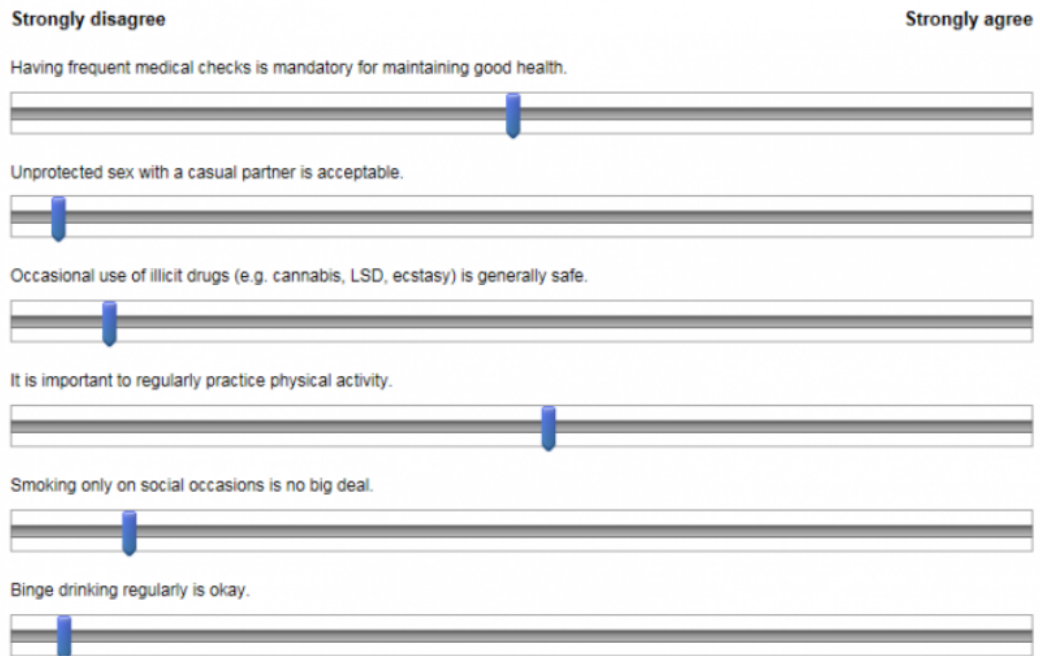 Strongly disagree Strongly agree
Having frequent medical checks is mandatory for maintaining good health.
Unprotected sex with a casual partner is acceptable.
Occasional use of illicit drugs (e.g. cannabis, LSD, ecstasy) is generally safe.
It is important to regularly practice physical activity.
Smoking only on social occasions is no big deal.
Binge drinking regularly is okay.